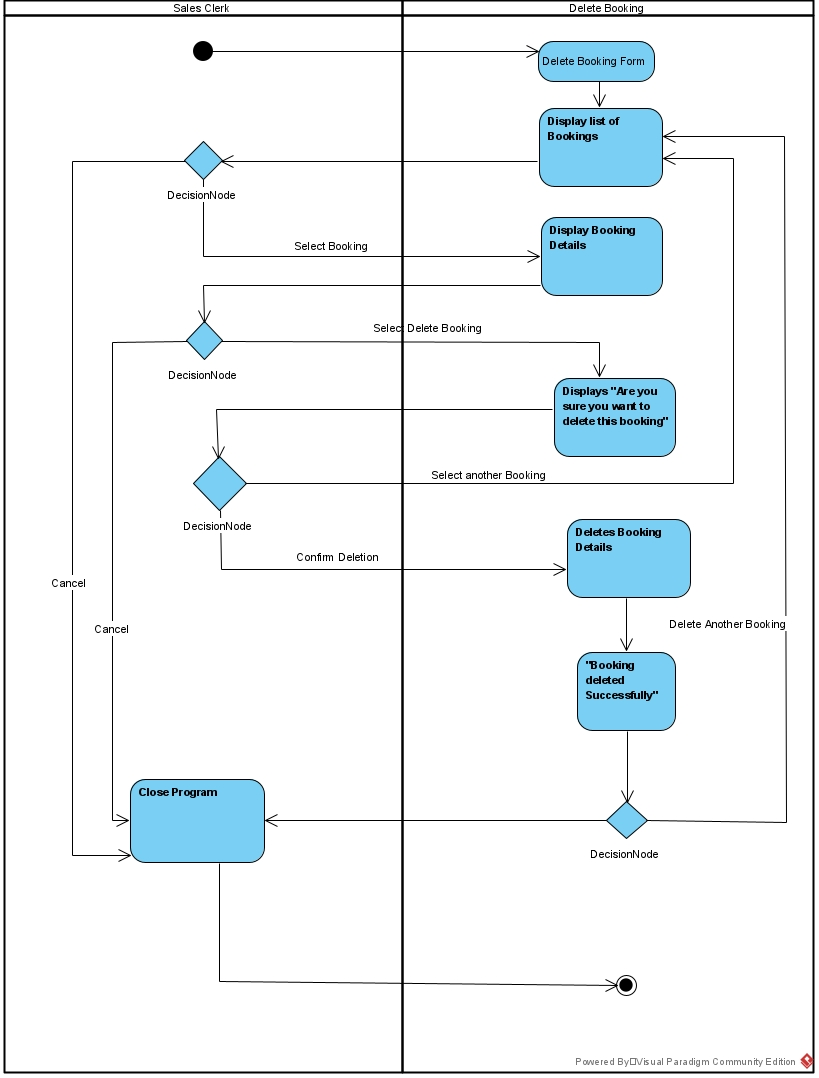 Sales Clerk
Delete Booking
Delete Booking Form
Display list of
Bookings
DecisionNode
Display Booking
Details
Select Booking
Select Delete Booking
DecisionNode
Displays "Are you
sure you want to
delete this booking"
Select another Booking
DecisionNode
Deletes Booking
Details
Confirm Deletion
Cancel
Delete Another Booking
Cancel
"Booking
deleted
Successfully"
Close Program
DecisionNode
Powered By Visual Paradigm Community Edition